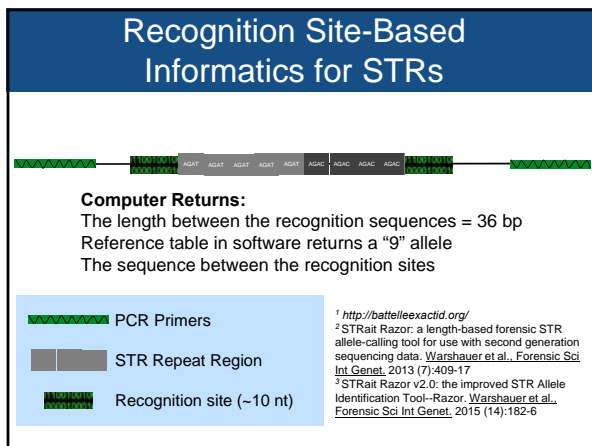 Recognition Site-Based
Informatics for STRs
AGAT AGAT AGAT AGAT AGAT AGAC AGAC AGAC AGAC
Computer Returns:
The length between the recognition sequences = 36 bp
Reference table in software returns a “9” allele
The sequence between the recognition sites
PCR Primers
STR Repeat Region
Recognition site (~10 nt)
1 http://battelleexactid.org/
2 STRait Razor: a length-based forensic STR
allele-calling tool for use with second generation
sequencing data. Warshauer et al., Forensic Sci
Int Genet. 2013 (7):409-17
3 STRait Razor v2.0: the improved STR Allele
Identification Tool--Razor. Warshauer et al.,
Forensic Sci Int Genet. 2015 (14):182-6